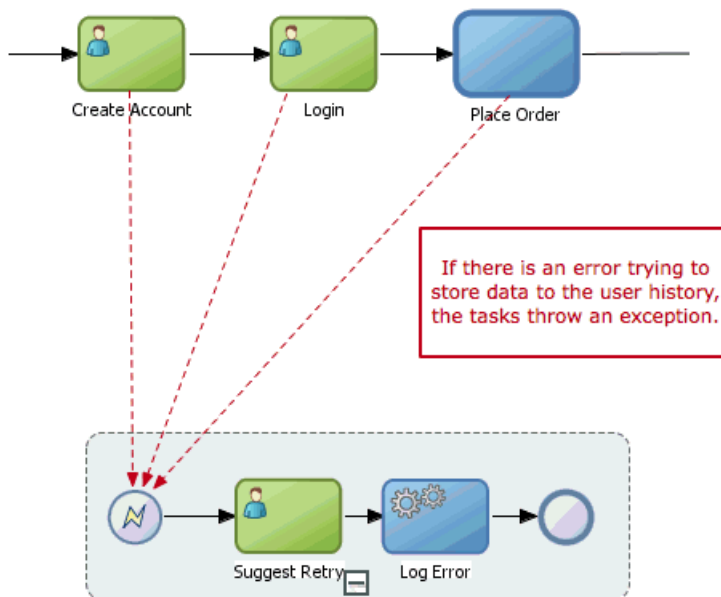 Create Account
Login
Place Order
If there is an error trying to
store data to the user history,
the tasks throw an exception.
Suggest Retry
Log Error